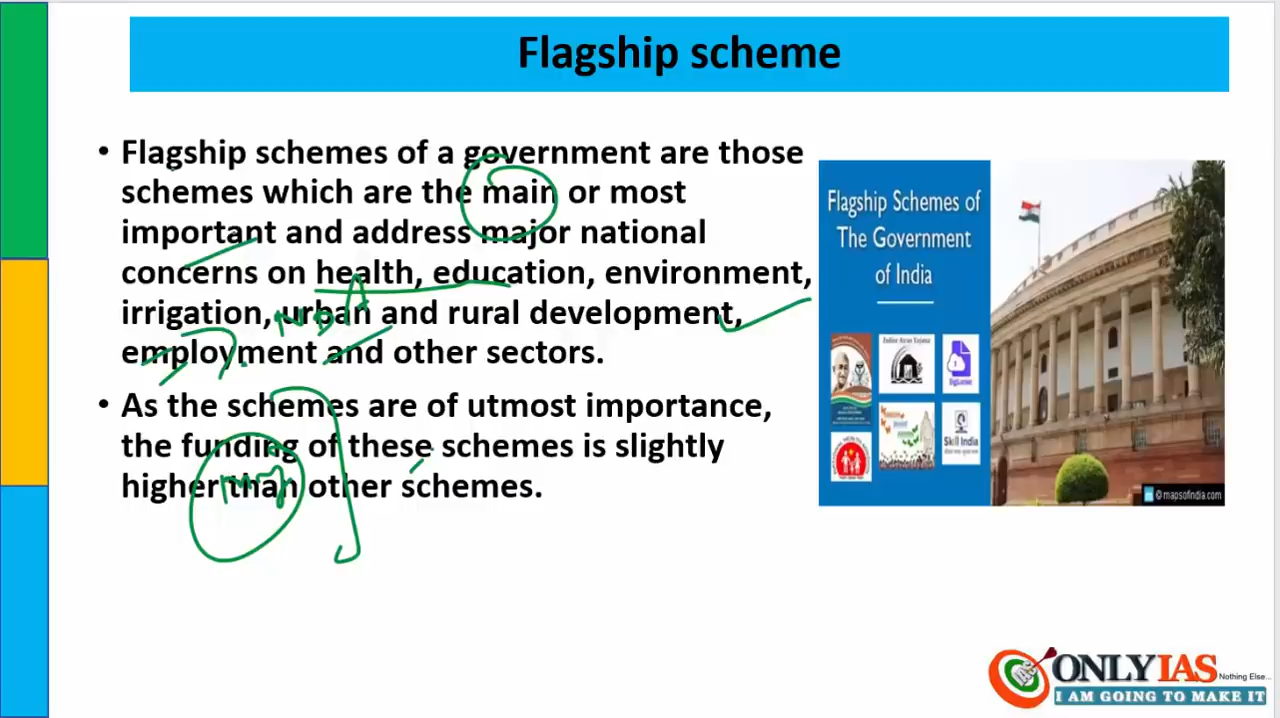 Flagship scheme
• Flagship schemes of a government are those
schemes which are the main or most
important and address major national
concerns on health, education, environment,
irrigation, urban and rural development,
employment and other sectors.
• As the schemes are of utmost importance,
the funding of these schemes is slightly
higher than other schemes.
NDA
Flagship Schemes of
The Government
of India
DigiLocker
Skill India
© mapsofindia.com
ONLYIAS
Nothing Else...
I AM GOING TO MAKE IT